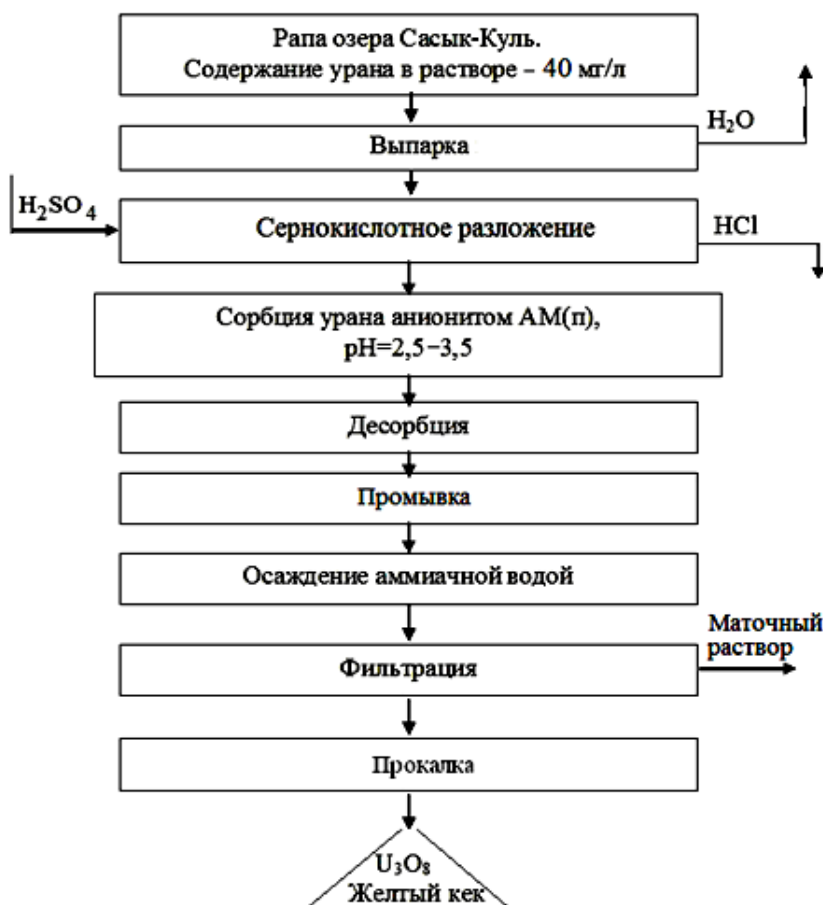 Рапа озера Сасык-Куль.
Содержание урана в растворе – 40 мг/л
H₂O
Выпарка
H₂SO₄
Сернокислотное разложение
HCl
Сорбция урана анионитом АМ(п),
pH=2,5–3,5
Десорбция
Промывка
Осаждение аммиачной водой
Маточный
раствор
Фильтрация
Прокалка
U₃O₈
Желтый кек